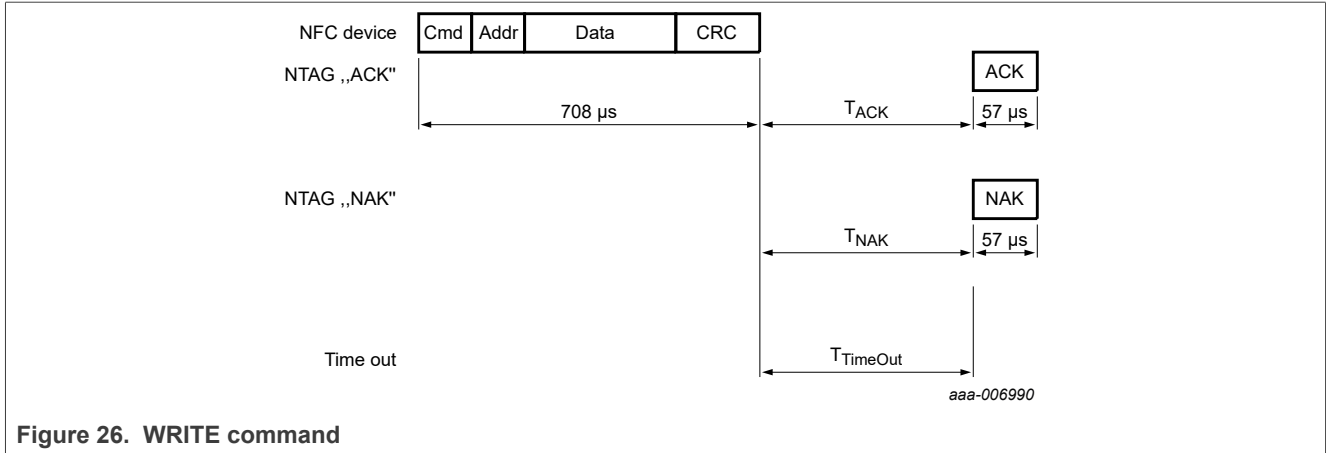 NFC device Cmd Addr Data CRC
NTAG ,,ACK" ACK
708 µs TACK 57 µs
NTAG ,,NAK" NAK
TNAK 57 µs
Time out TTimeOut
aaa-006990
Figure 26. WRITE command